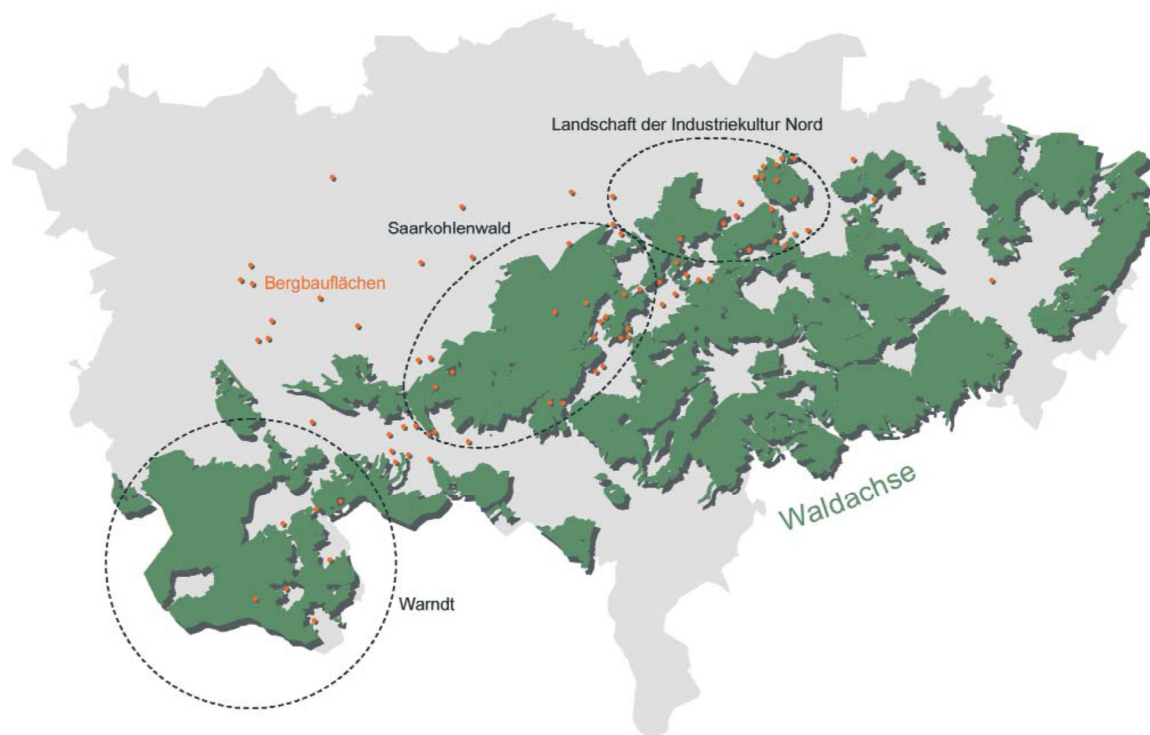 Landschaft der Industriekultur Nord
Saarkohlenwald
Bergbauflächen
Waldachse
Warndt